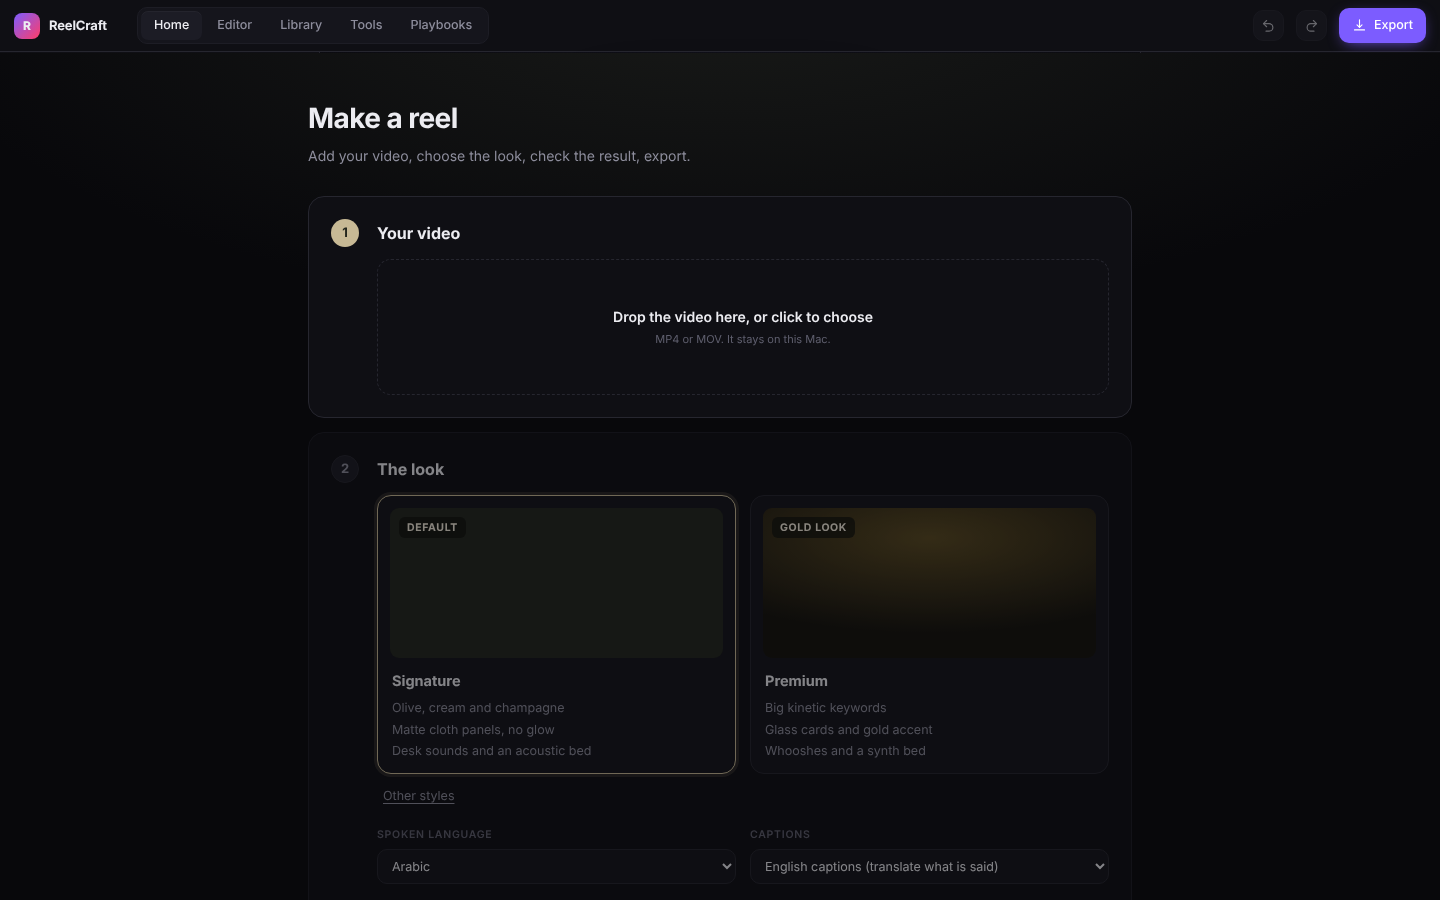 R ReelCraft Home Editor Library Tools Playbooks Export
Make a reel
Add your video, choose the look, check the result, export.
1 Your video
Drop the video here, or click to choose
MP4 or MOV. It stays on this Mac.
2 The look
DEFAULT
Signature
Olive, cream and champagne
Matte cloth panels, no glow
Desk sounds and an acoustic bed
GOLD LOOK
Premium
Big kinetic keywords
Glass cards and gold accent
Whooshes and a synth bed
Other styles
SPOKEN LANGUAGE
Arabic
CAPTIONS
English captions (translate what is said)